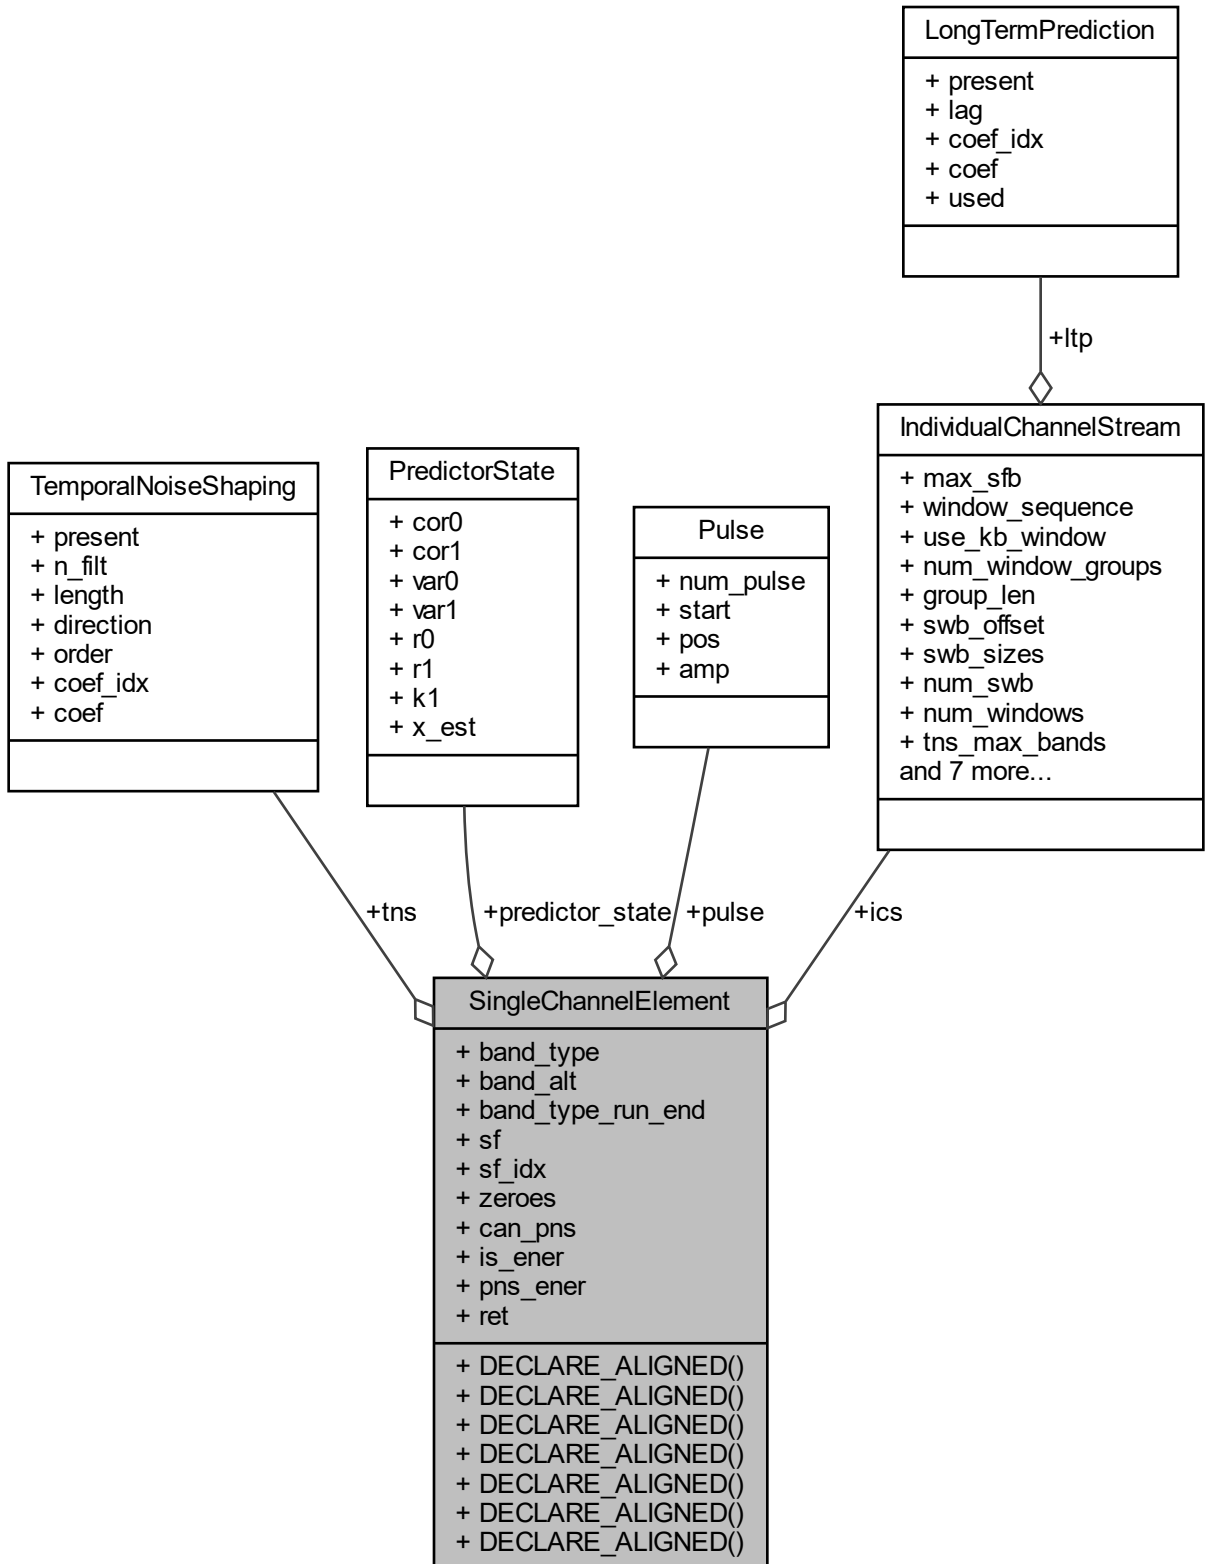 LongTermPrediction
+ present
+ lag
+ coef_idx
+ coef
+ used
+ltp
IndividualChannelStream
+ max_sfb
+ window_sequence
+ use_kb_window
+ num_window_groups
+ group_len
+ swb_offset
+ swb_sizes
+ num_swb
+ num_windows
+ tns_max_bands
and 7 more...
TemporalNoiseShaping
+ present
+ n_filt
+ length
+ direction
+ order
+ coef_idx
+ coef
PredictorState
+ cor0
+ cor1
+ var0
+ var1
+ r0
+ r1
+ k1
+ x_est
Pulse
+ num_pulse
+ start
+ pos
+ amp
+tns
+predictor_state
+pulse
+ics
SingleChannelElement
+ band_type
+ band_alt
+ band_type_run_end
+ sf
+ sf_idx
+ zeroes
+ can_pns
+ is_ener
+ pns_ener
+ ret
+ DECLARE_ALIGNED()
+ DECLARE_ALIGNED()
+ DECLARE_ALIGNED()
+ DECLARE_ALIGNED()
+ DECLARE_ALIGNED()
+ DECLARE_ALIGNED()
+ DECLARE_ALIGNED()